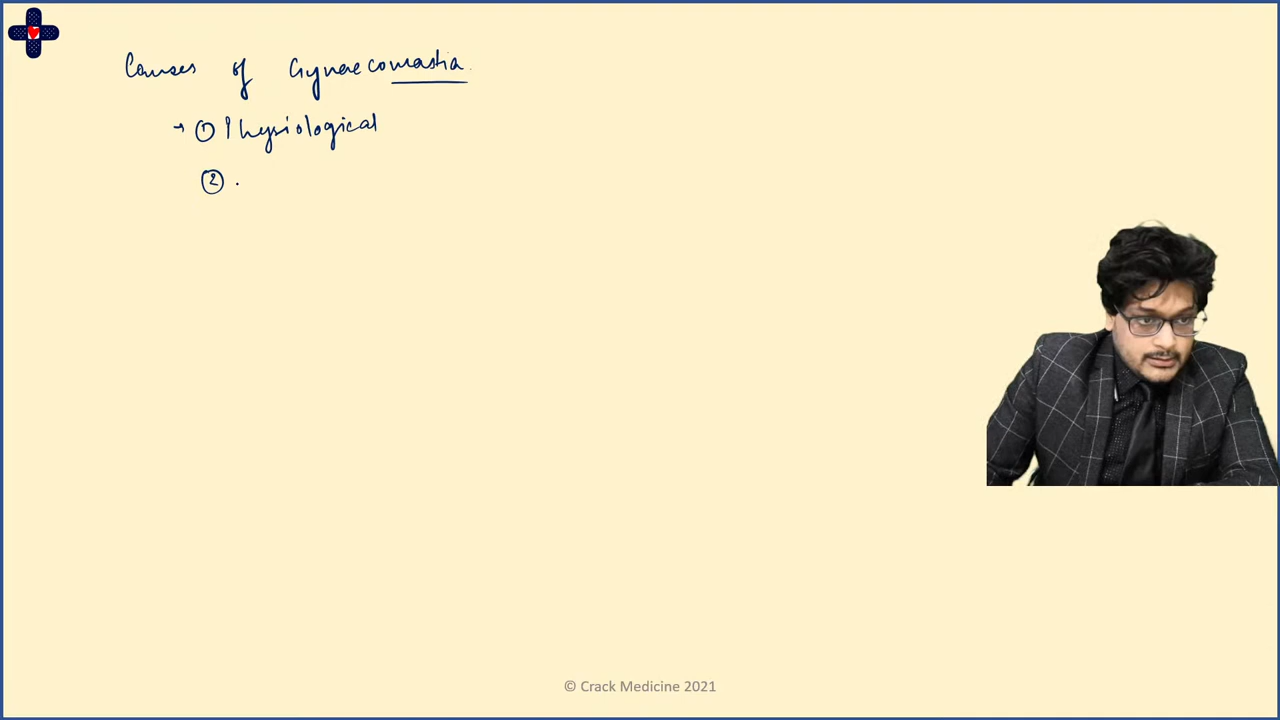 Causes of Gynaecomastia
→ ① Physiological
②
© Crack Medicine 2021